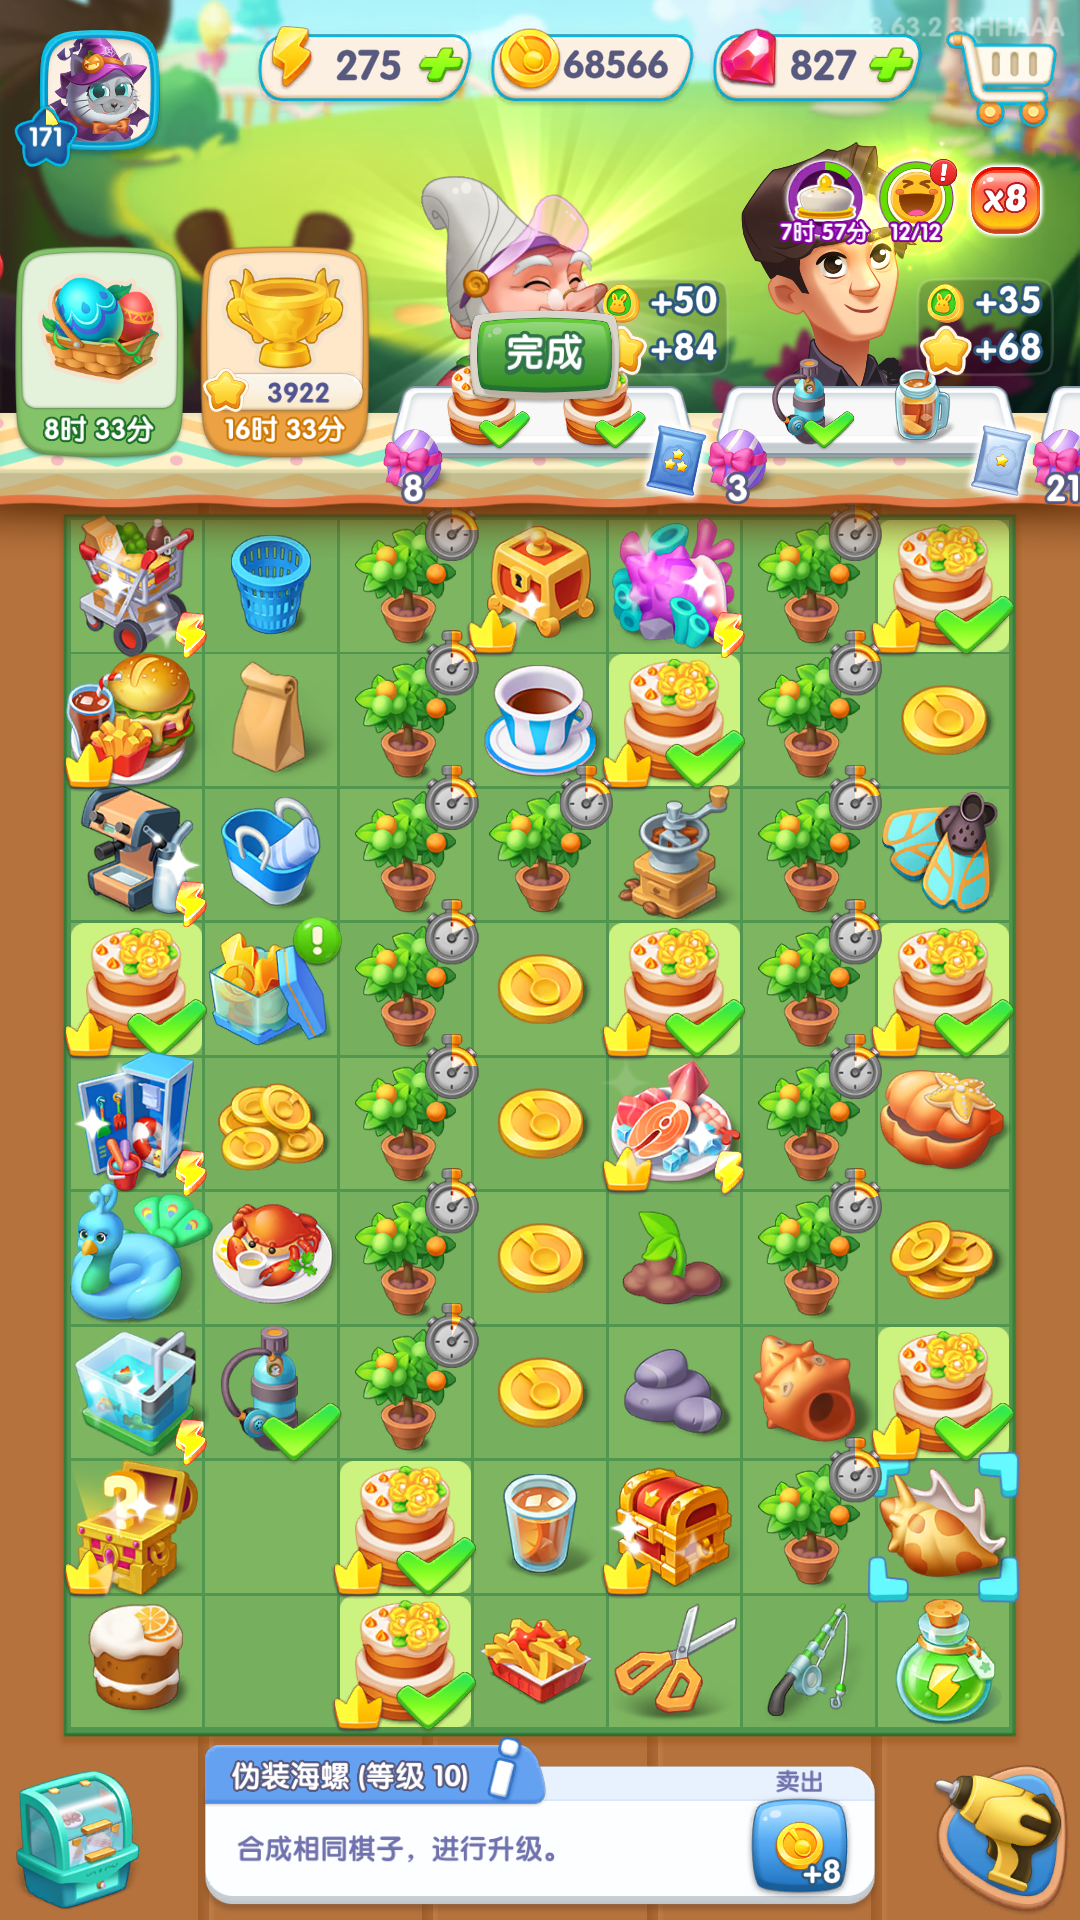 3.63.2
275
68566
827
171
x8
7时 57分
12/12
+50
+84
完成
+35
+68
3922
8时 33分
16时 33分
8
3
21
伪装海螺 (等级 10)
卖出
合成相同棋子，进行升级。
+8